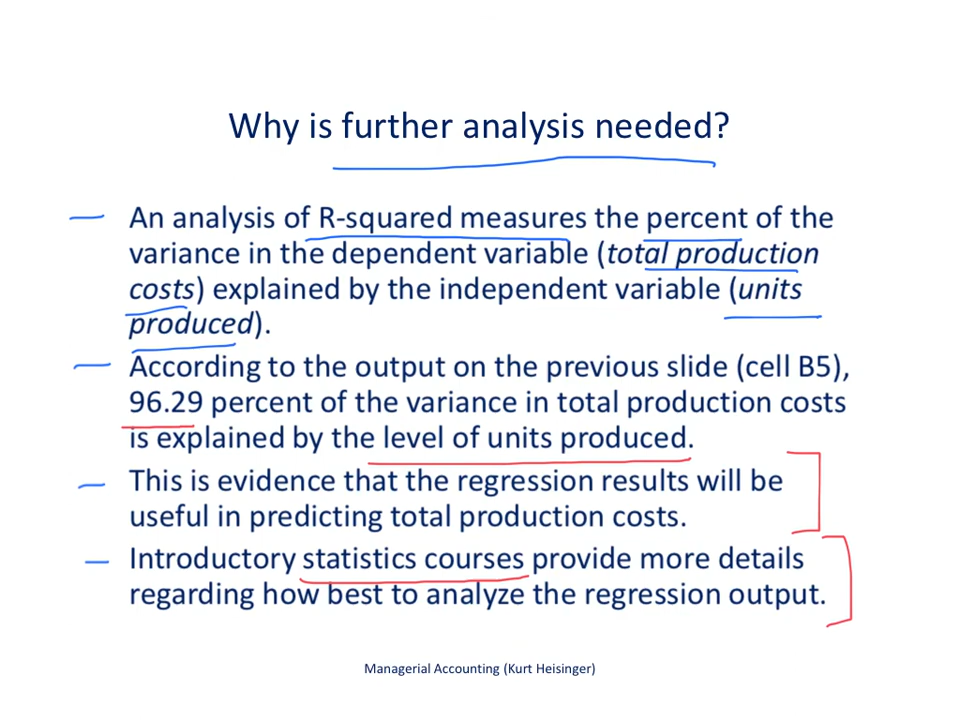 Why is further analysis needed?
An analysis of R-squared measures the percent of the
variance in the dependent variable (total production
costs) explained by the independent variable (units
produced).
According to the output on the previous slide (cell B5),
96.29 percent of the variance in total production costs
is explained by the level of units produced.
This is evidence that the regression results will be
useful in predicting total production costs.
Introductory statistics courses provide more details
regarding how best to analyze the regression output.
Managerial Accounting (Kurt Heisinger)